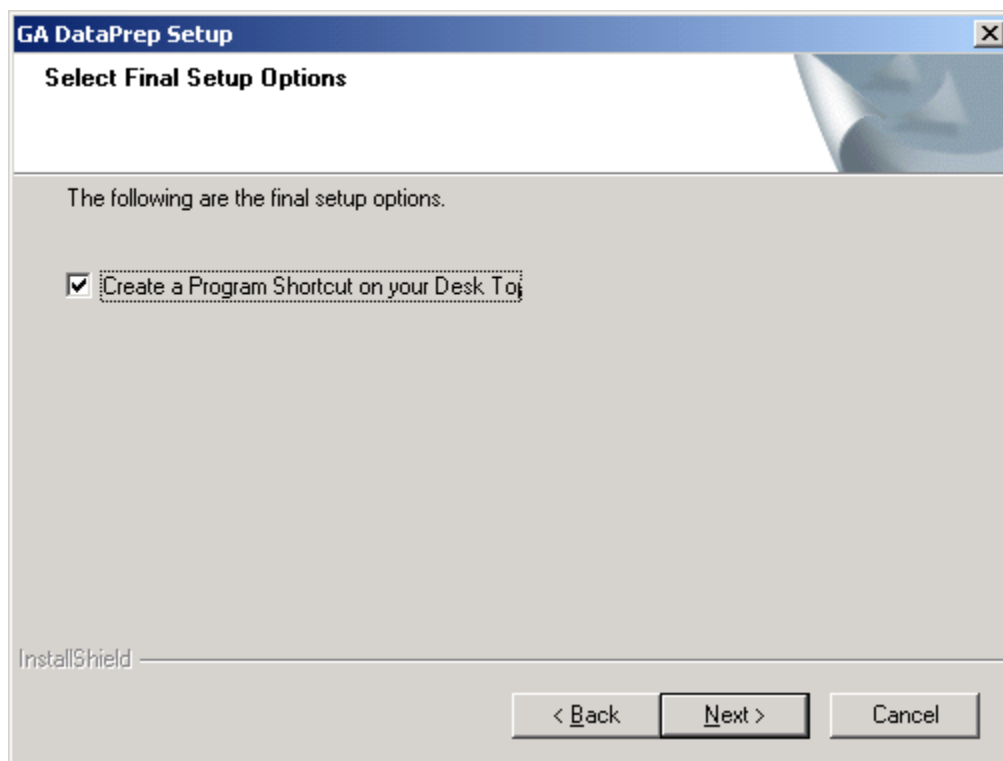 GA DataPrep Setup
Select Final Setup Options
The following are the final setup options.
Create a Program Shortcut on your Desk
InstallShield
< Back
Next >
Cancel